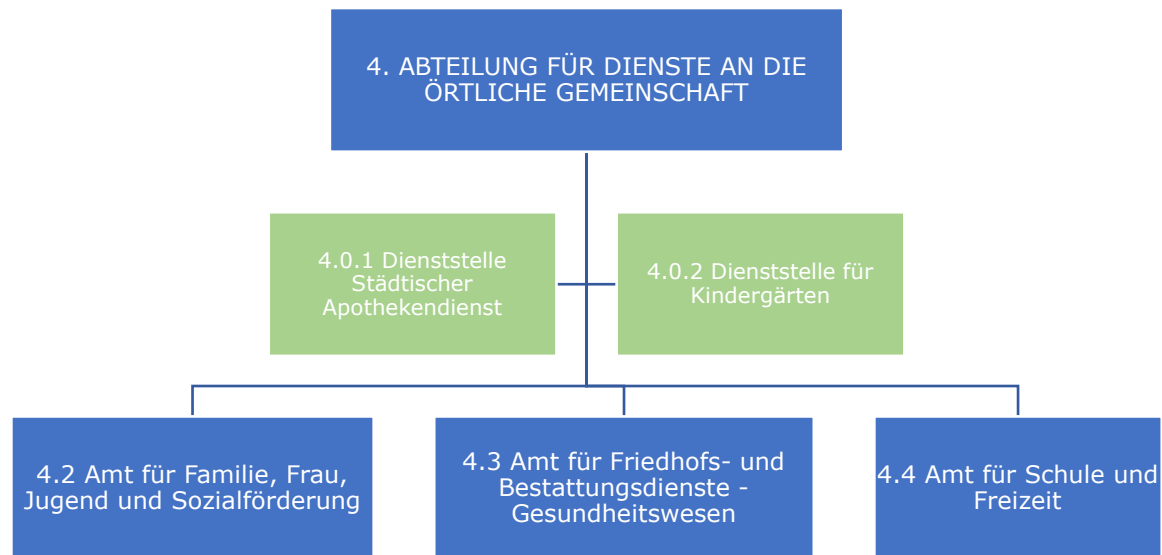 4. ABTEILUNG FÜR DIENSTE AN DIE
ÖRTLICHE GEMEINSCHAFT
4.0.1 Dienststelle
Städtischer
Apothekendienst
4.0.2 Dienststelle für
Kindergärten
4.2 Amt für Familie, Frau,
Jugend und Sozialförderung
4.3 Amt für Friedhofs- und
Bestattungsdienste -
Gesundheitswesen
4.4 Amt für Schule und
Freizeit